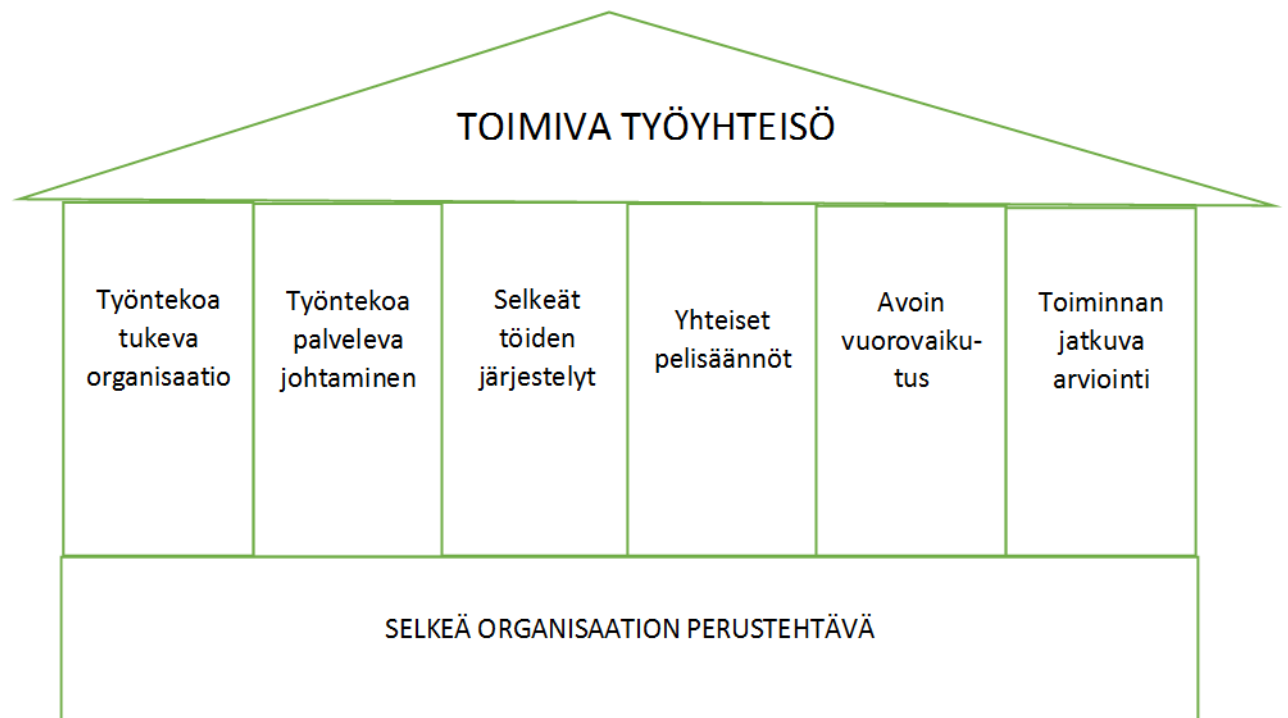 TOIMIVA TYÖYHTEISÖ
Työntekoa
tukeva
organisaatio
Työntekoa
palveleva
johtaminen
Selkeät
töiden
järjestelyt
Yhteiset
pelisäännöt
Avoin
vuorovaiku-
tus
Toiminnan
jatkuva
arviointi
SELKEÄ ORGANISAATION PERUSTEHTÄVÄ